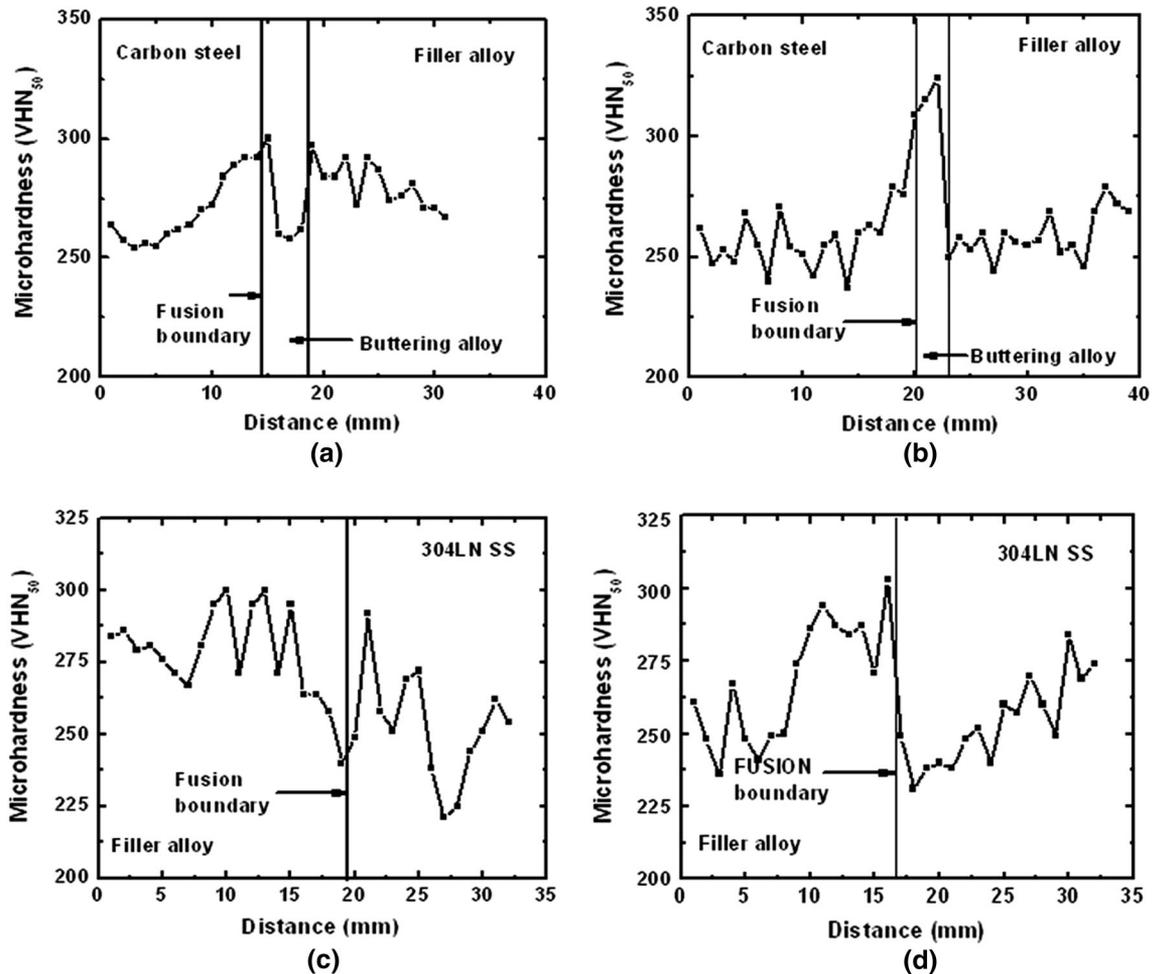 350
300
250
200
Microhardness (VHN50)
Carbon steel
Filler alloy
Fusion
boundary
Buttering alloy
0 10 20 30 40
Distance (mm)
(a)
350
300
250
200
Microhardness (VHN50)
Carbon steel
Filler alloy
Fusion
boundary
Buttering alloy
0 10 20 30 40
Distance (mm)
(b)
325
300
275
250
225
200
Microhardness (VHN50)
304LN SS
Fusion
boundary
Filler alloy
0 5 10 15 20 25 30 35
Distance (mm)
(c)
325
300
275
250
225
200
Microhardness (VHN50)
304LN SS
FUSION
boundary
Filler alloy
0 5 10 15 20 25 30 35
Distance (mm)
(d)